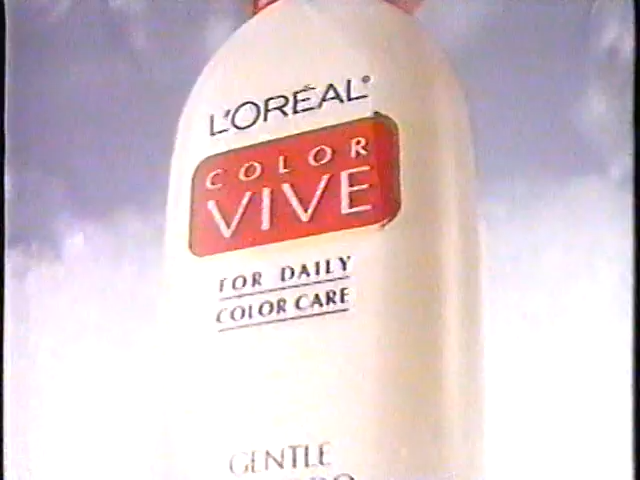 L'ORÉAL®
COLOR
VIVE
FOR DAILY
COLOR CARE
GENTLE